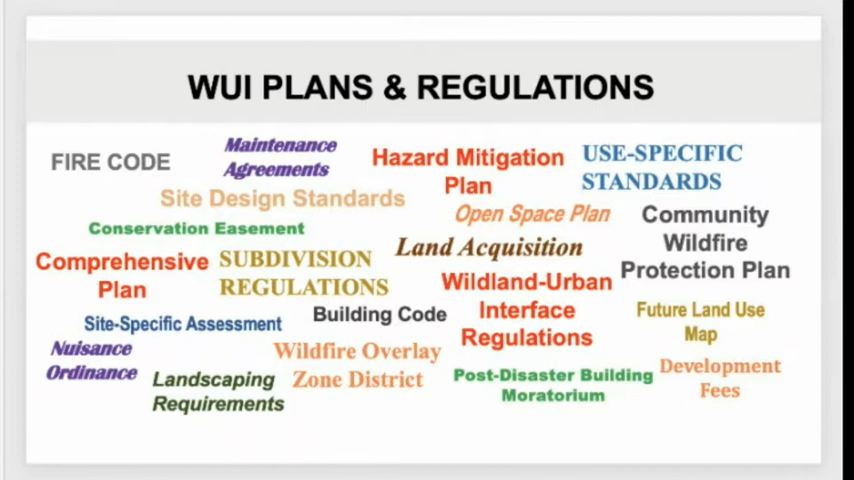 WUI PLANS & REGULATIONS
FIRE CODE
Maintenance
Agreements
Hazard Mitigation
Plan
USE-SPECIFIC
STANDARDS
Site Design Standards
Open Space Plan
Community
Wildfire
Protection Plan
Conservation Easement
Land Acquisition
Comprehensive
Plan
SUBDIVISION
REGULATIONS
Wildland-Urban
Interface
Regulations
Site-Specific Assessment
Building Code
Future Land Use
Map
Nuisance
Ordinance
Wildfire Overlay
Zone District
Landscaping
Requirements
Post-Disaster Building
Moratorium
Development
Fees